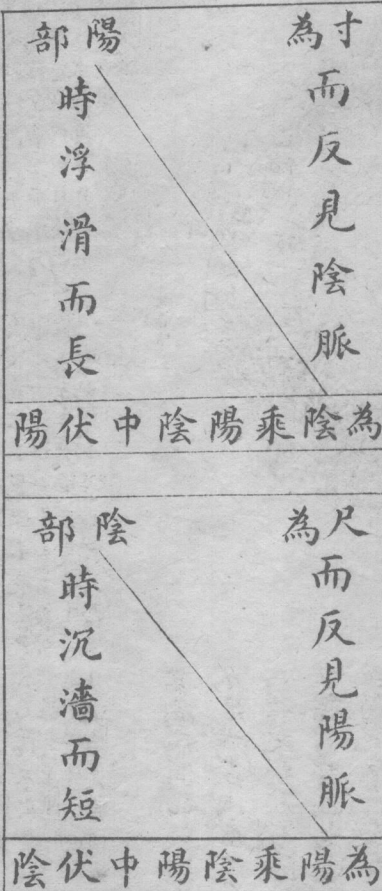 寸為陽部
而反見陰脈
時浮滑而長
為陰乘陽陰中伏陽
尺為陰部
而反見陽脈
時沉濇而短
為陽乘陰陽中伏陰